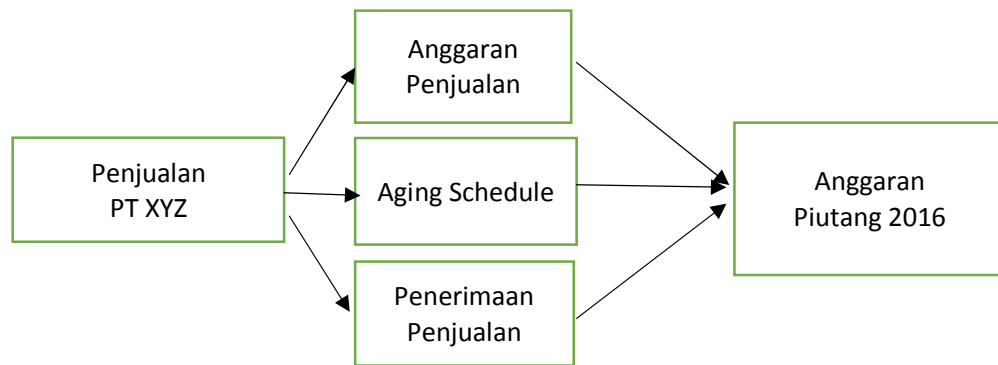 Penjualan
PT XYZ
Anggaran
Penjualan
Aging Schedule
Penerimaan
Penjualan
Anggaran
Piutang 2016